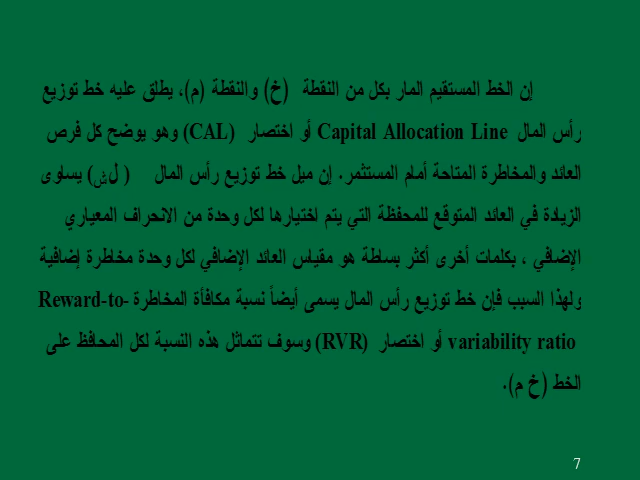 إن الخط المستقيم المار بكل من النقطة (خ) والنقطة (م)، يطلق عليه خط توزيع
رأس المال Capital Allocation Line أو اختصار (CAL) وهو يوضح كل فرص
العائد والمخاطرة المتاحة أمام المستثمر. إن ميل خط توزيع رأس المال ( لش) يساوى
الزيادة في العائد المتوقع للمحفظة التي يتم اختيارها لكل وحدة من الانحراف المعياري
الإضافي ، بكلمات أخرى أكثر بساطة هو مقياس العائد الإضافي لكل وحدة مخاطرة إضافية
ولهذا السبب فإن خط توزيع رأس المال يسمى أيضاً نسبة مكافأة المخاطرة Reward-to-
variability ratio أو اختصار (RVR) وسوف تتماثل هذه النسبة لكل المحافظ على
الخط (خ م).
7